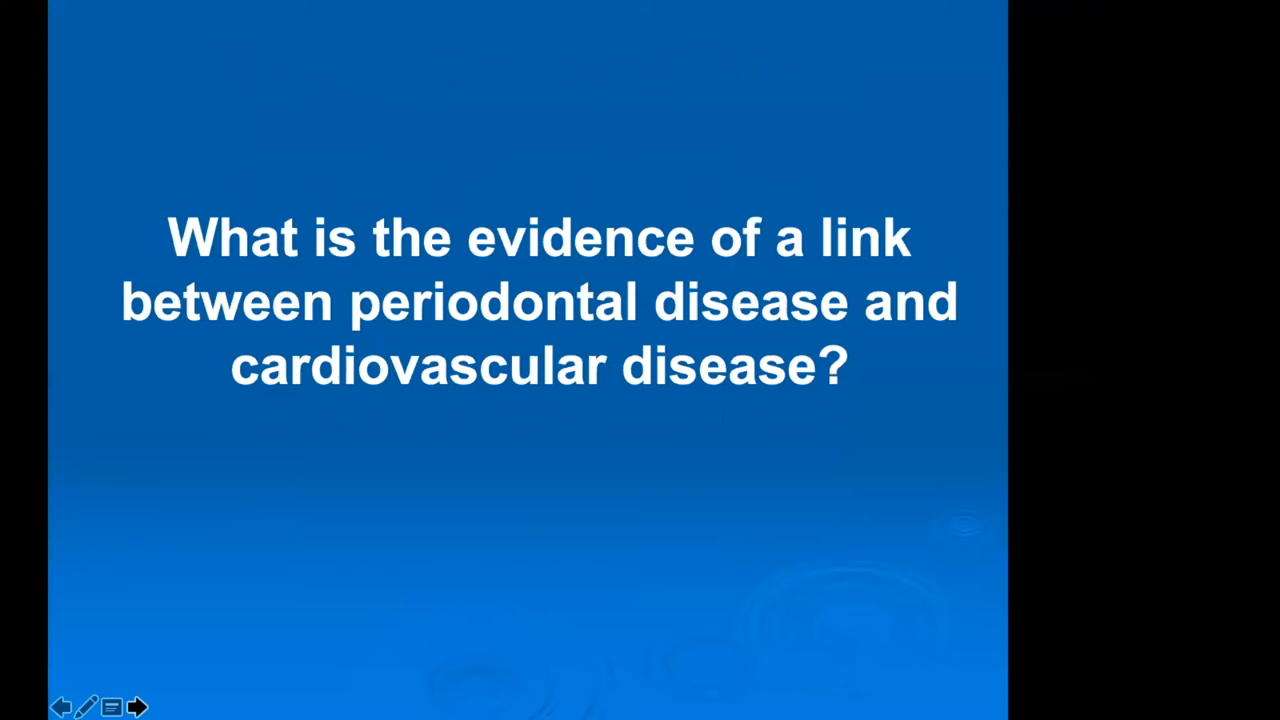 What is the evidence of a link
between periodontal disease and
cardiovascular disease?